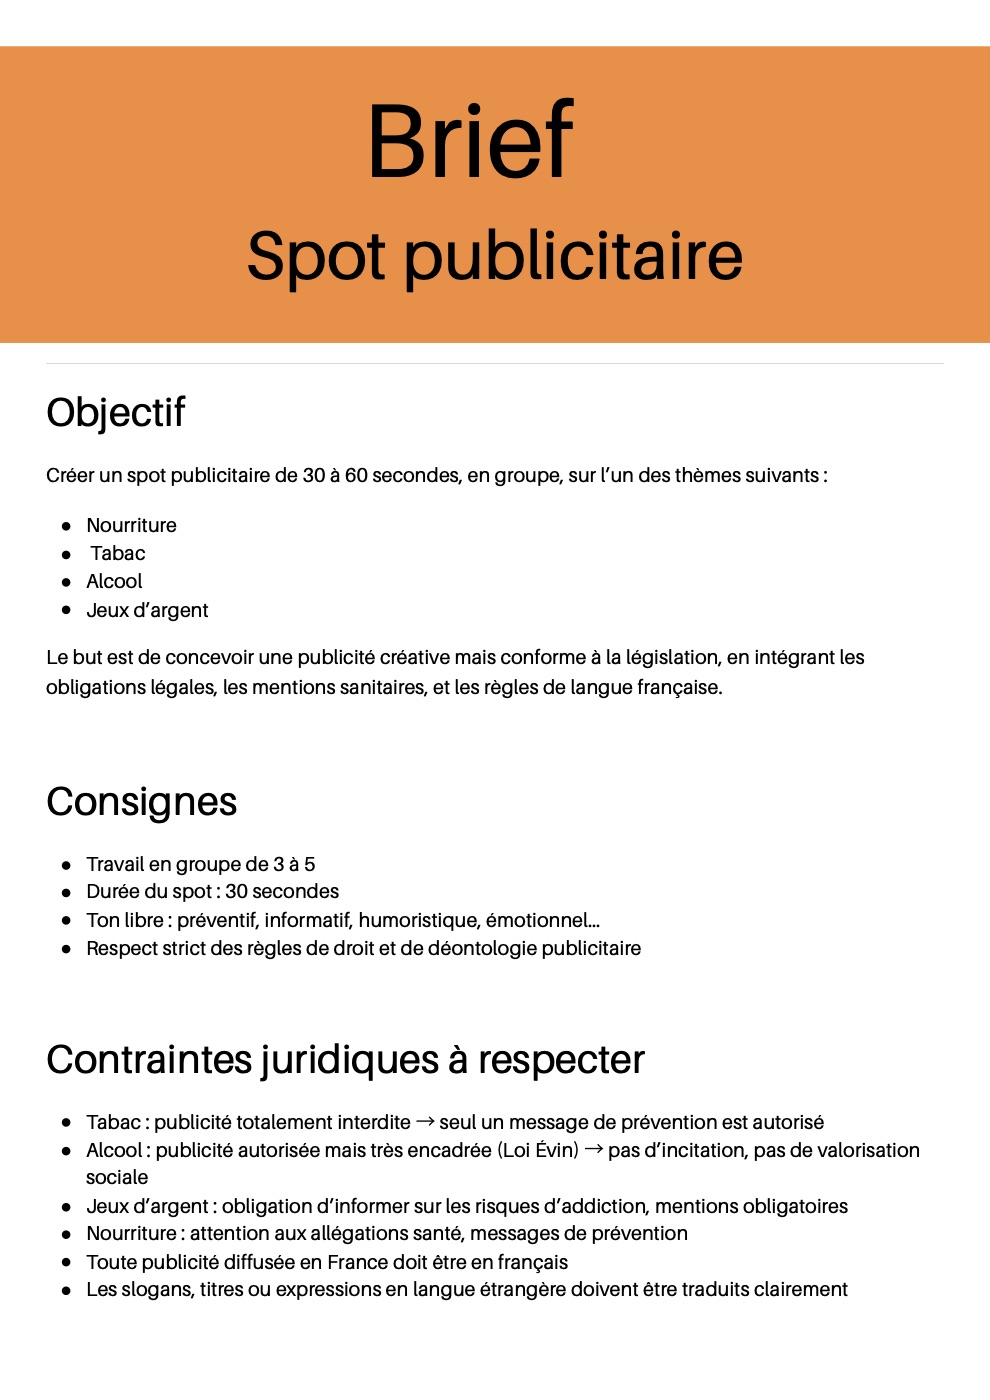 Brief
Spot publicitaire
Objectif
Créer un spot publicitaire de 30 à 60 secondes, en groupe, sur l’un des thèmes suivants :
● Nourriture
● Tabac
● Alcool
● Jeux d’argent
Le but est de concevoir une publicité créative mais conforme à la législation, en intégrant les
obligations légales, les mentions sanitaires, et les règles de langue française.
Consignes
● Travail en groupe de 3 à 5
● Durée du spot : 30 secondes
● Ton libre : préventif, informatif, humoristique, émotionnel...
● Respect strict des règles de droit et de déontologie publicitaire
Contraintes juridiques à respecter
● Tabac : publicité totalement interdite → seul un message de prévention est autorisé
● Alcool : publicité autorisée mais très encadrée (Loi Évin) → pas d’incitation, pas de valorisation
sociale
● Jeux d’argent : obligation d’informer sur les risques d’addiction, mentions obligatoires
● Nourriture : attention aux allégations santé, messages de prévention
● Toute publicité diffusée en France doit être en français
● Les slogans, titres ou expressions en langue étrangère doivent être traduits clairement